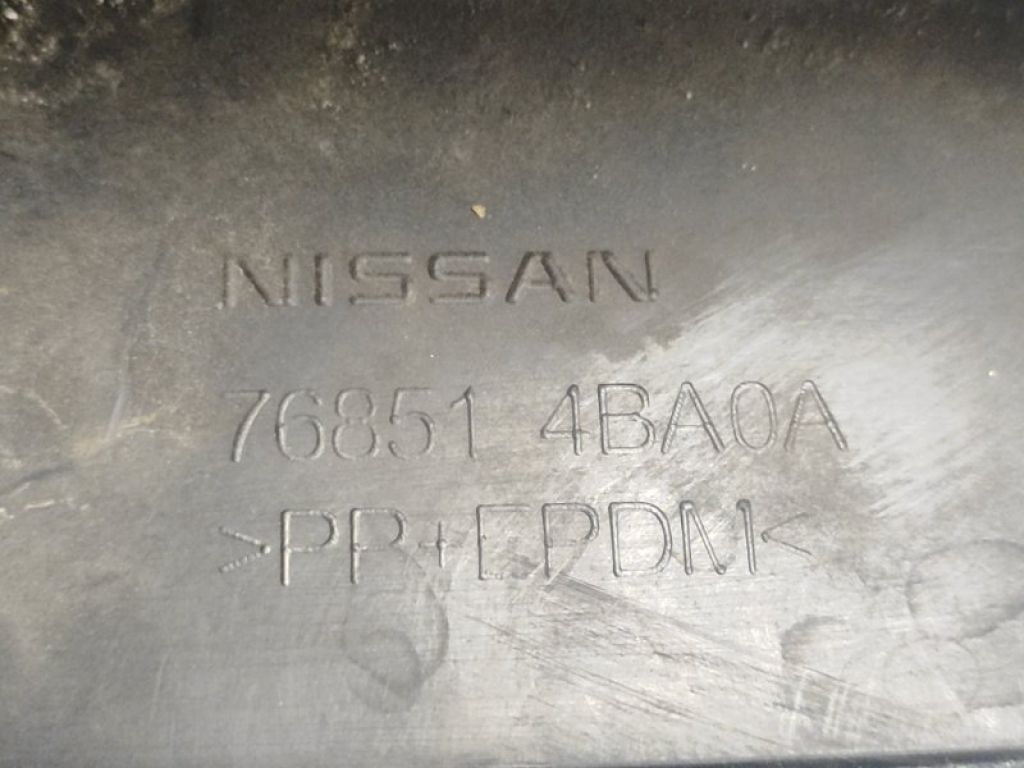 NISSAN
76851 4BA0A
>PP+EPDM<